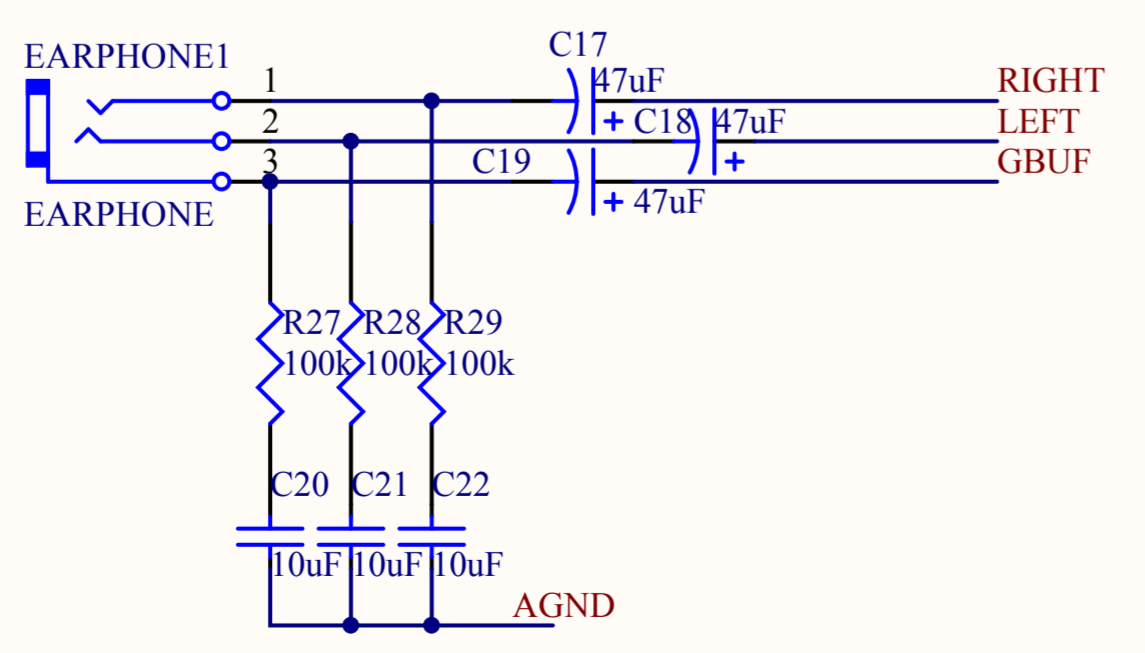 EARPHONE1
C17
1
47uF
RIGHT
2
+
C18
47uF
LEFT
3
C19
+
GBUF
EARPHONE
+
47uF
R27
R28
R29
100k
100k
100k
C20
C21
C22
10uF
10uF
10uF
AGND